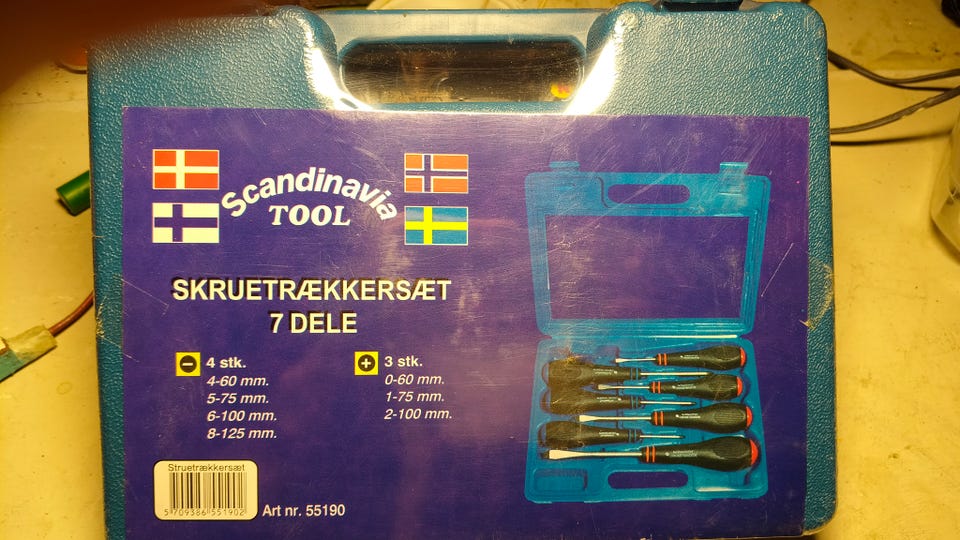 Scandinavia
TOOL
SKRUETRÆKKERSÆT
7 DELE
4 stk.
4-60 mm.
5-75 mm.
6-100 mm.
8-125 mm.
3 stk.
0-60 mm.
1-75 mm.
2-100 mm.
Struetrækkersæt
5 709386 551902
Art nr. 55190